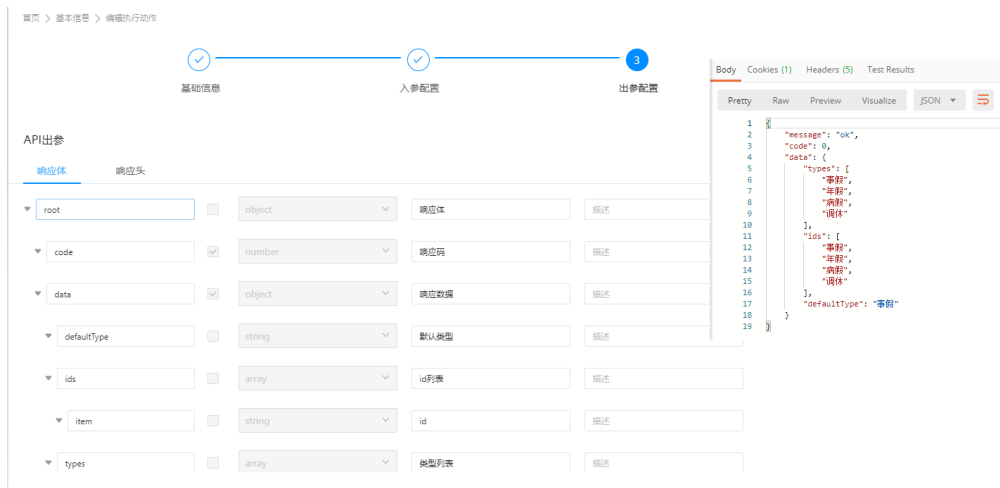 首页 > 基本信息 > 编辑执行动作
3
基础信息
入参配置
出参配置
API出参
响应体 响应头
root object 响应体 描述
code number 响应码 描述
data object 响应数据 描述
defaultType string 默认类型 描述
ids array id列表 描述
item string id 描述
types array 类型列表 描述
Body Cookies (1) Headers (5) Test Results
Pretty Raw Preview Visualize JSON
1 {
2 "message": "ok",
3 "code": 0,
4 "data": {
5 "types": [
6 "事假",
7 "年假",
8 "病假",
9 "调休"
10 ],
11 "ids": [
12 "事假",
13 "年假",
14 "病假",
15 "调休"
16 ],
17 "defaultType": "事假"
18 }
19 }